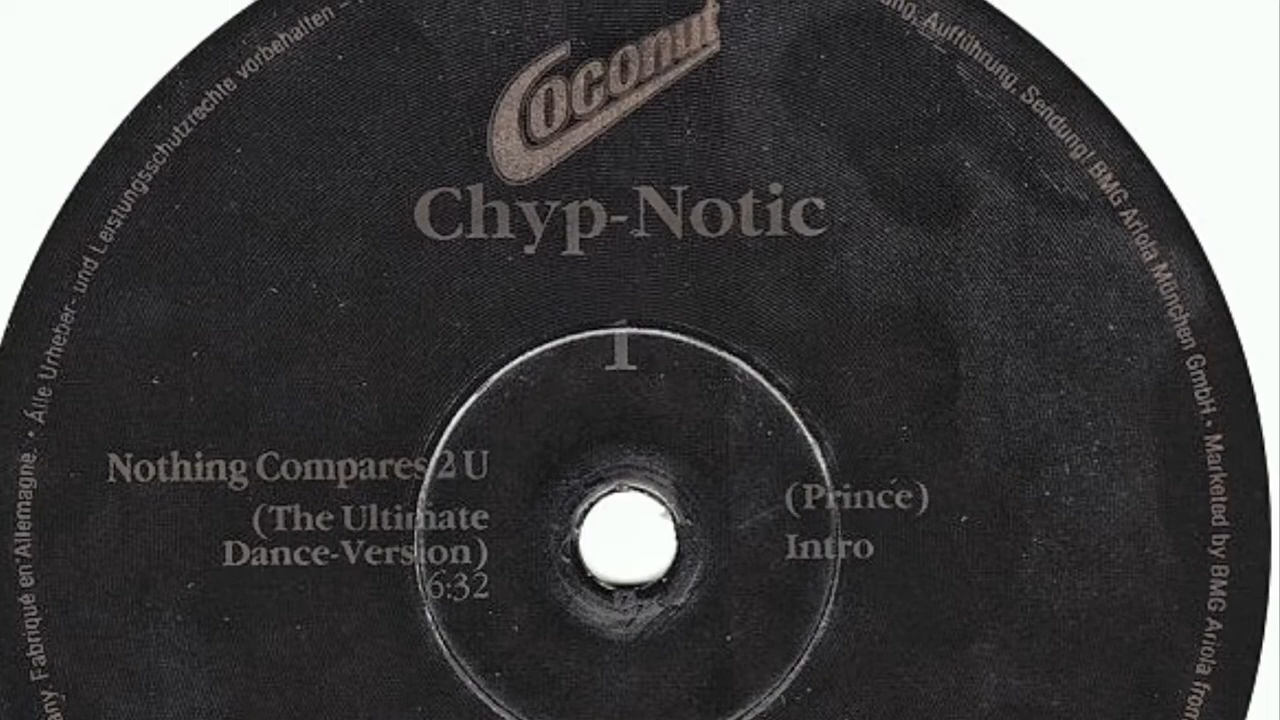 Coconut
Chyp-Notic
1
Nothing Compares 2 U
(The Ultimate
Dance-Version)
6:32
(Prince)
Intro
Fabrique en Allemagne. • Alle Urheber- und Leistungsschutzrechte vorbehalten –
Aufführung, Sendung! BMG Ariola München GmbH • Marketed by BMG Ariola